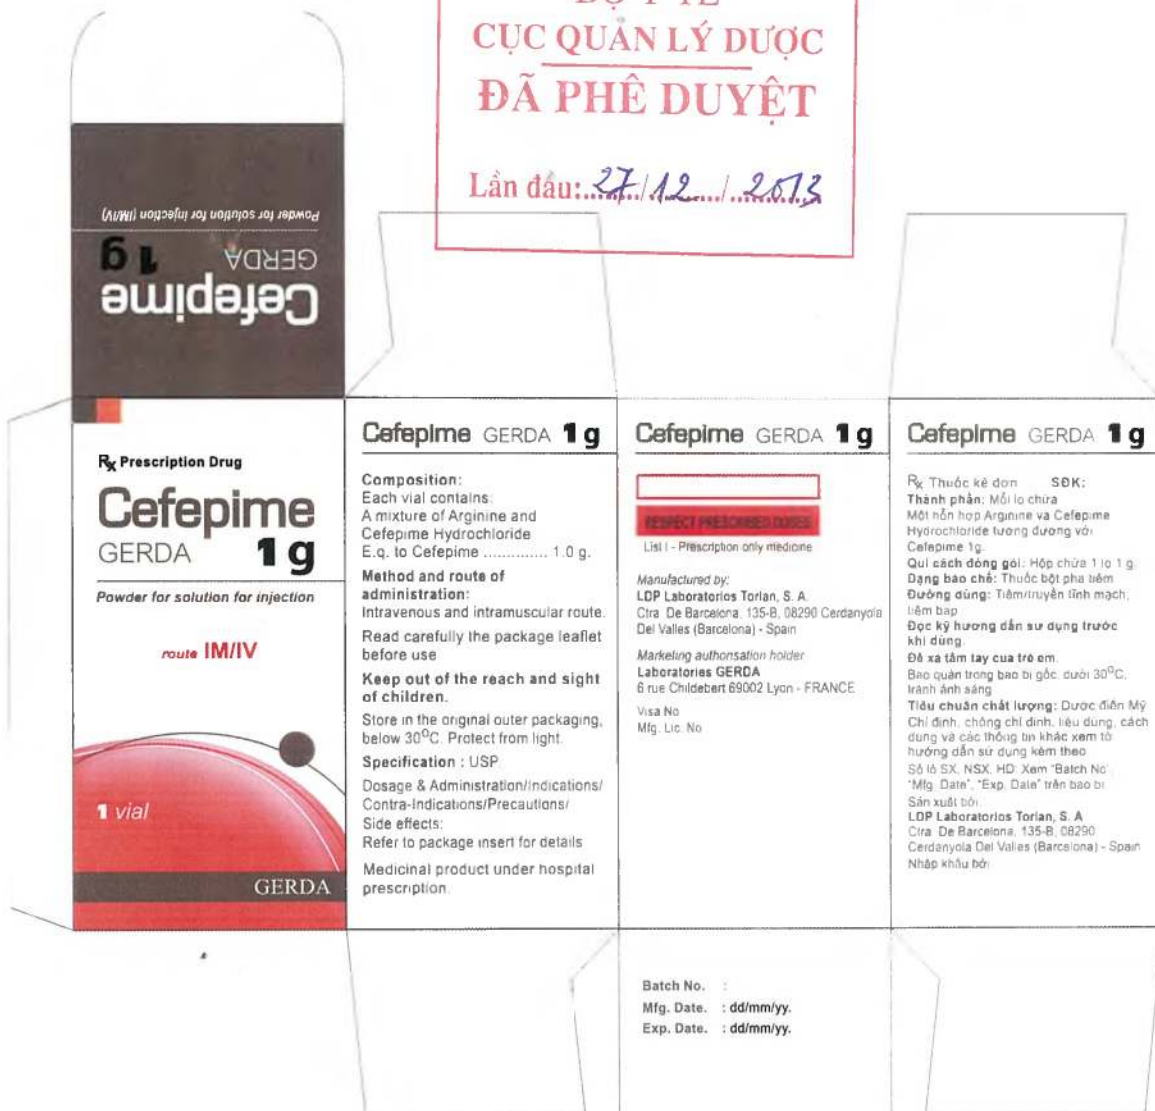 BỘ Y TẾ
CỤC QUẢN LÝ DƯỢC
ĐÃ PHÊ DUYỆT
Lần đầu: 27/12/2013
Powder for solution for injection (IM/IV)
Cefepime
GERDA 1 g
Rx Prescription Drug
Cefepime
GERDA 1 g
Powder for solution for injection
route IM/IV
1 vial
GERDA
Cefepime GERDA 1 g
Composition:
Each vial contains:
A mixture of Arginine and
Cefepime Hydrochloride
E.q. to Cefepime .............. 1.0 g.
Method and route of
administration:
Intravenous and intramuscular route.
Read carefully the package leaflet
before use
Keep out of the reach and sight
of children.
Store in the original outer packaging,
below 30°C. Protect from light.
Specification : USP.
Dosage & Administration/Indications/
Contra-Indications/Precautions/
Side effects:
Refer to package insert for details
Medicinal product under hospital
prescription.
Cefepime GERDA 1 g
RESPECT PRESCRIBED DOSES
List I - Prescription only medicine
Manufactured by:
LDP Laboratorios Torlan, S. A.
Ctra. De Barcelona, 135-B, 08290 Cerdanyola
Del Valles (Barcelona) - Spain
Marketing authorisation holder
Laboratories GERDA
6 rue Childebert 69002 Lyon - FRANCE
Visa No
Mfg. Lic. No
Batch No. :
Mfg. Date. : dd/mm/yy.
Exp. Date. : dd/mm/yy.
Cefepime GERDA 1 g
Rx Thuốc kê đơn SĐK:
Thành phần: Mỗi lọ chứa
Một hỗn hợp Arginine và Cefepime
Hydrochloride tương đương với
Cefepime 1g.
Qui cách đóng gói: Hộp chứa 1 lọ 1 g.
Dạng bào chế: Thuốc bột pha tiêm
Đường dùng: Tiêm/truyền tĩnh mạch,
tiêm bắp
Đọc kỹ hướng dẫn sử dụng trước
khi dùng.
Để xa tầm tay của trẻ em.
Bảo quản trong bao bì gốc, dưới 30°C,
tránh ánh sáng
Tiêu chuẩn chất lượng: Dược điển Mỹ
Chỉ định, chống chỉ định, liều dùng, cách
dùng và các thông tin khác xem tờ
hướng dẫn sử dụng kèm theo
Số lô SX, NSX, HD: Xem "Batch No",
"Mfg. Date", "Exp. Date" trên bao bì
Sản xuất bởi:
LDP Laboratorios Torlan, S. A
Ctra. De Barcelona, 135-B, 08290
Cerdanyola Del Valles (Barcelona) - Spain
Nhập khẩu bởi